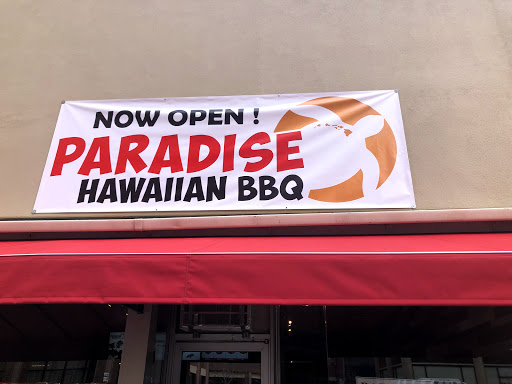 NOW OPEN !
PARADISE
HAWAIIAN BBQ